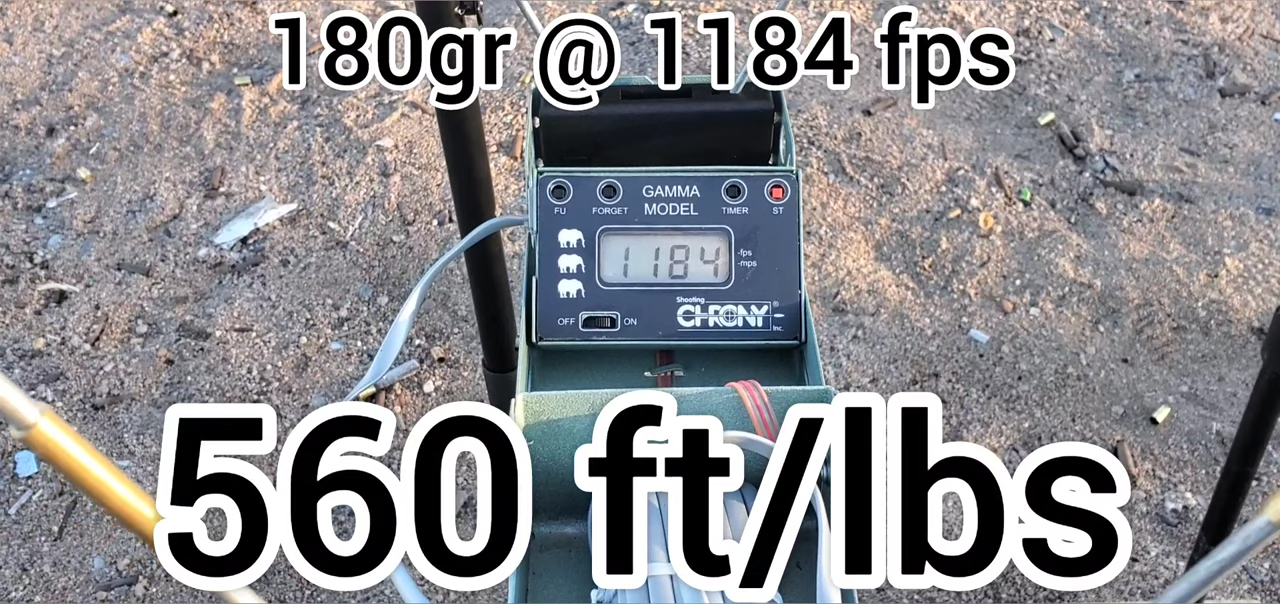 180gr @ 1184 fps
GAMMA
MODEL
FU
FORGET
TIMER
ST
1184
-fps
-mps
OFF
ON
Shooting
CHRONY®
Inc.
560 ft/lbs